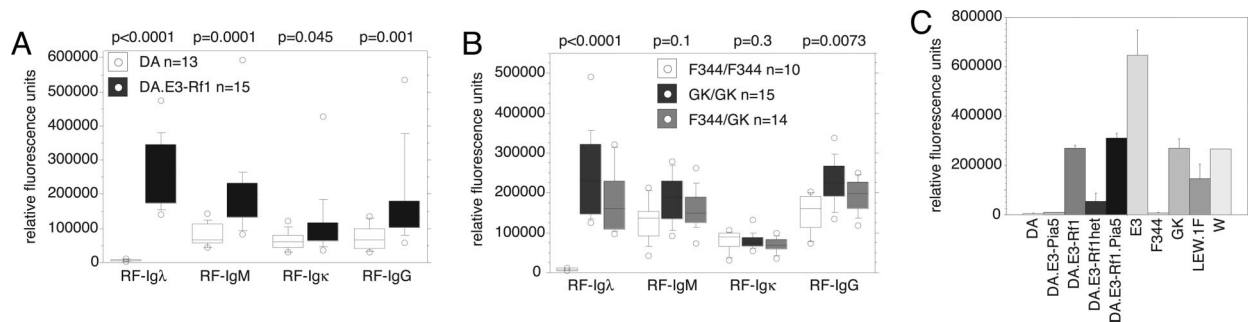 A
p<0.0001 p=0.0001 p=0.045 p=0.001
relative fluorescence units
600000
500000
400000
300000
200000
100000
0
DA n=13
DA.E3-Rf1 n=15
RF-Igλ RF-IgM RF-Igκ RF-IgG
B
p<0.0001 p=0.1 p=0.3 p=0.0073
relative fluorescence units
500000
400000
300000
200000
100000
0
F344/F344 n=10
GK/GK n=15
F344/GK n=14
RF-Igλ RF-IgM RF-Igκ RF-IgG
C
relative fluorescence units
800000
600000
400000
200000
0
DA
DA.E3-Pia5
DA.E3-Rf1
DA.E3-Rf1het
DA.E3-Rf1.Pia5
E3
F344
GK
LEW.1F
W